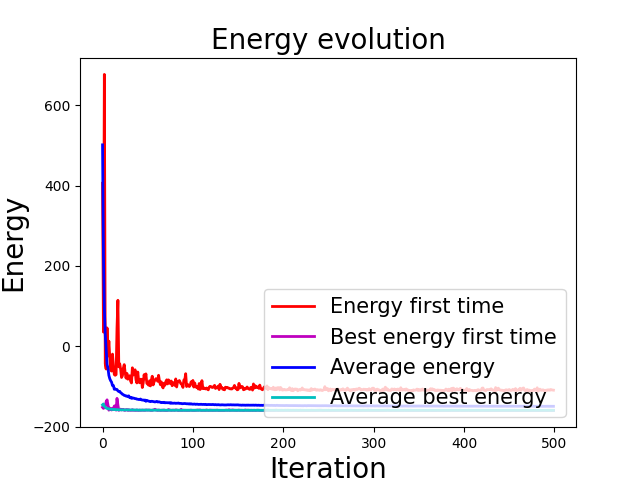 Energy evolution
Energy
600
400
200
0
−200
Energy first time
Best energy first time
Average energy
Average best energy
0 100 200 300 400 500
Iteration